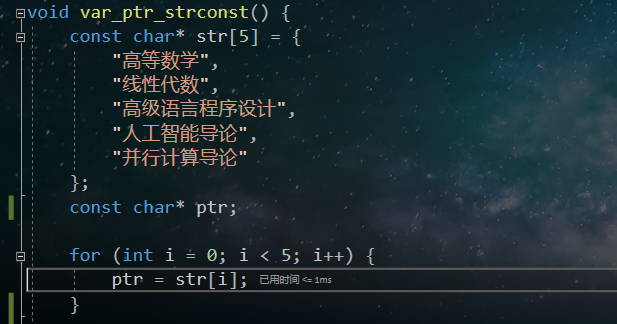 void var_ptr_strconst() {
const char* str[5] = {
"高等数学",
"线性代数",
"高级语言程序设计",
"人工智能导论",
"并行计算导论"
};
const char* ptr;
for (int i = 0; i < 5; i++) {
ptr = str[i]; 已用时间 <= 1ms
}